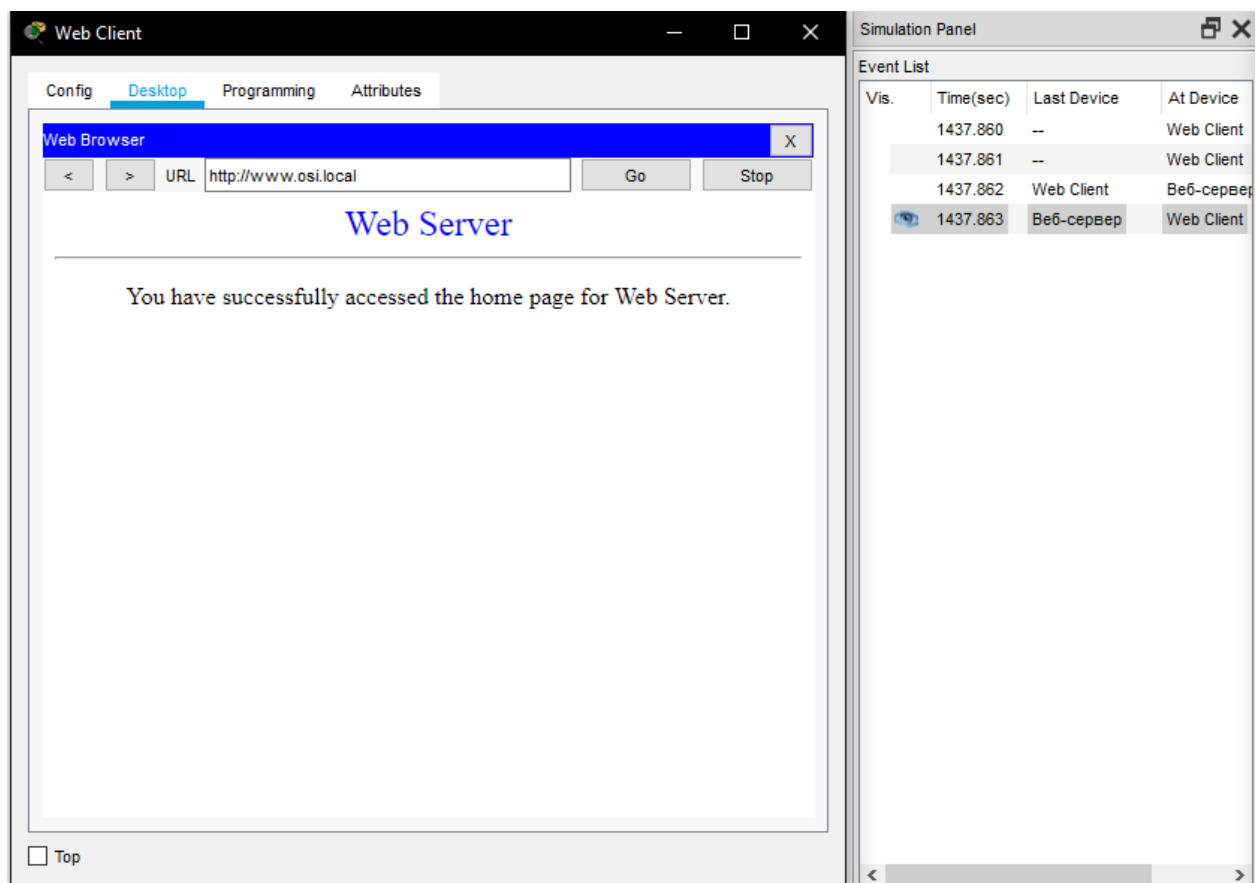 Web Client
Config Desktop Programming Attributes
Web Browser X
< > URL http://www.osi.local Go Stop
Web Server
You have successfully accessed the home page for Web Server.
Top
Simulation Panel
Event List
Vis. Time(sec) Last Device At Device
1437.860 -- Web Client
1437.861 -- Web Client
1437.862 Web Client Веб-сервер
1437.863 Веб-сервер Web Client